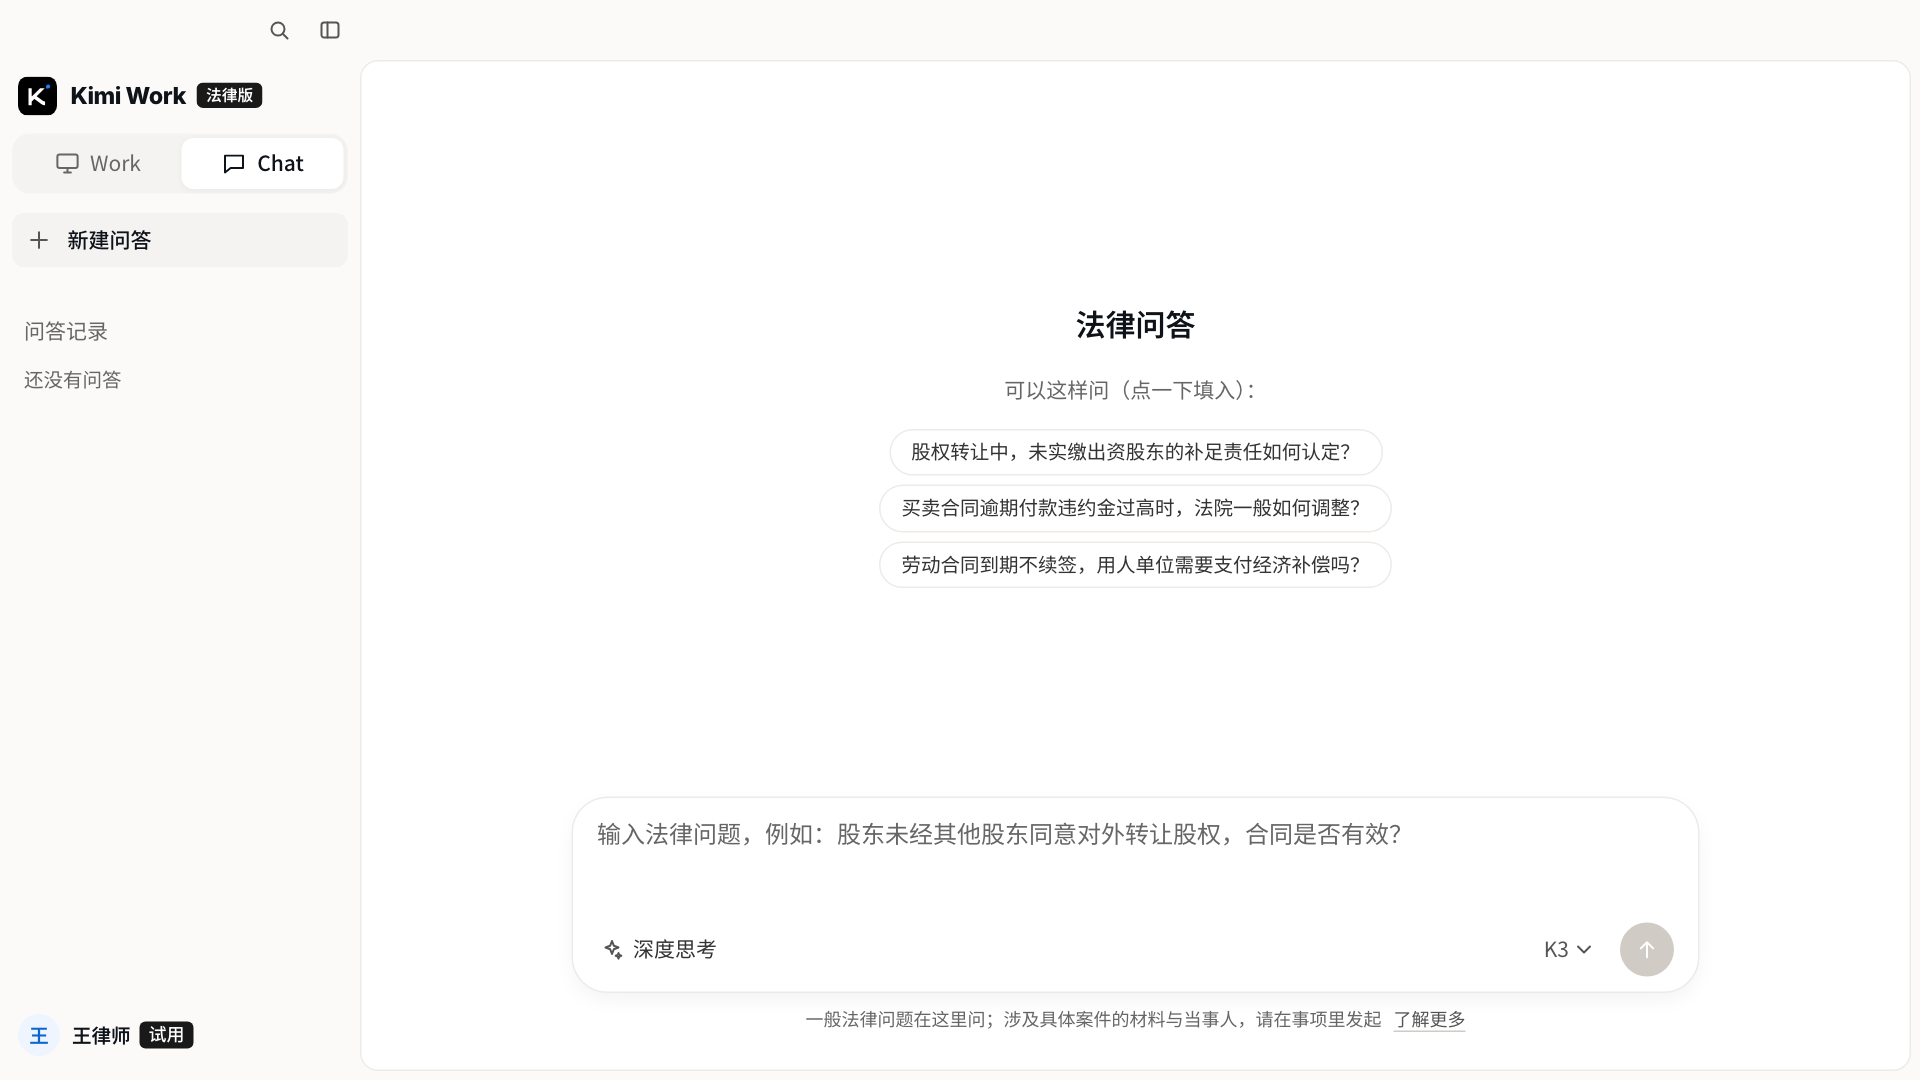 Kimi Work 法律版
Work
Chat
新建问答
问答记录
还没有问答
王 王律师 试用
法律问答
可以这样问（点一下填入）：
股权转让中，未实缴出资股东的补足责任如何认定？
买卖合同逾期付款违约金过高时，法院一般如何调整？
劳动合同到期不续签，用人单位需要支付经济补偿吗？
输入法律问题，例如：股东未经其他股东同意对外转让股权，合同是否有效？
深度思考
K3
一般法律问题在这里问；涉及具体案件的材料与当事人，请在事项里发起 了解更多